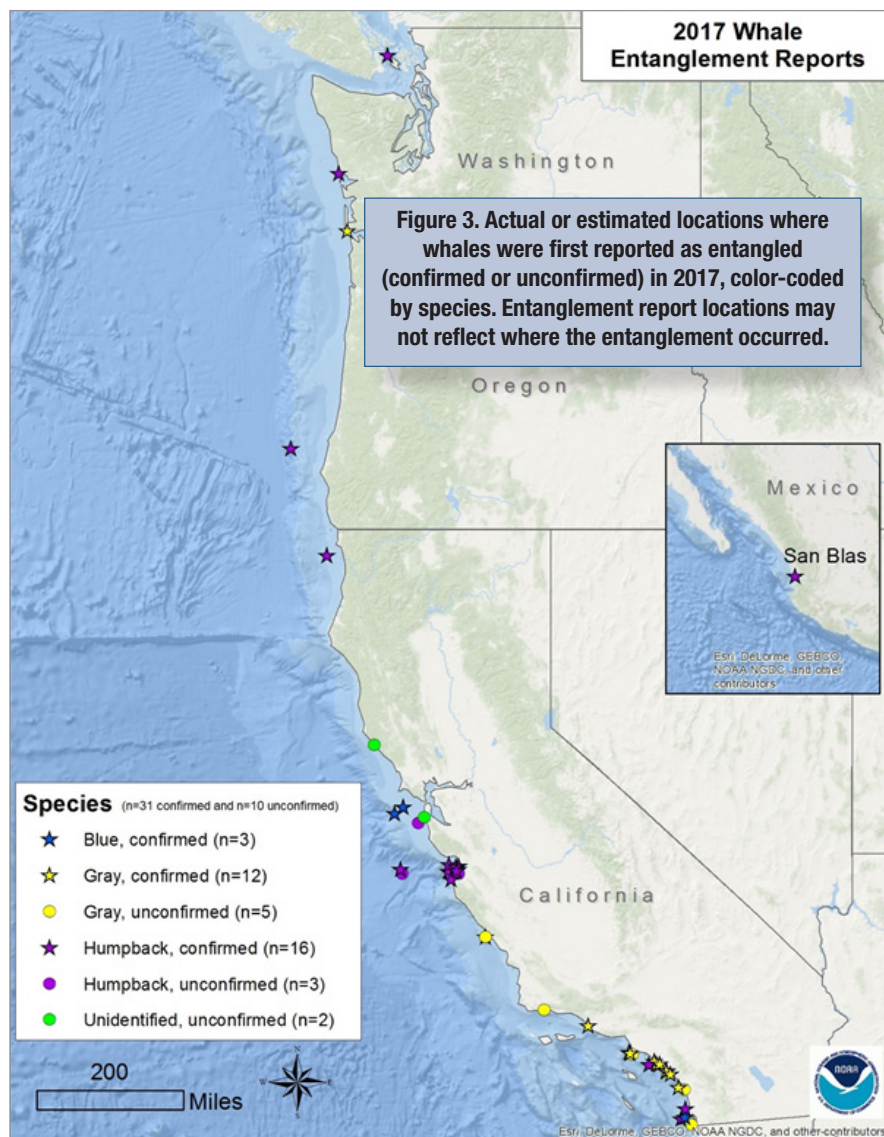 2017 Whale
Entanglement Reports
Washington
Figure 3. Actual or estimated locations where
whales were first reported as entangled
(confirmed or unconfirmed) in 2017, color-coded
by species. Entanglement report locations may
not reflect where the entanglement occurred.
Oregon
Mexico
San Blas
Esri, DeLorme, GEBCO,
NOAA NGDC, and other
contributors
Species (n=31 confirmed and n=10 unconfirmed)
Blue, confirmed (n=3)
Gray, confirmed (n=12)
Gray, unconfirmed (n=5)
Humpback, confirmed (n=16)
Humpback, unconfirmed (n=3)
Unidentified, unconfirmed (n=2)
California
200
Miles
N
W
E
S
NOAA
Esri, DeLorme, GEBCO, NOAA NGDC, and other contributors